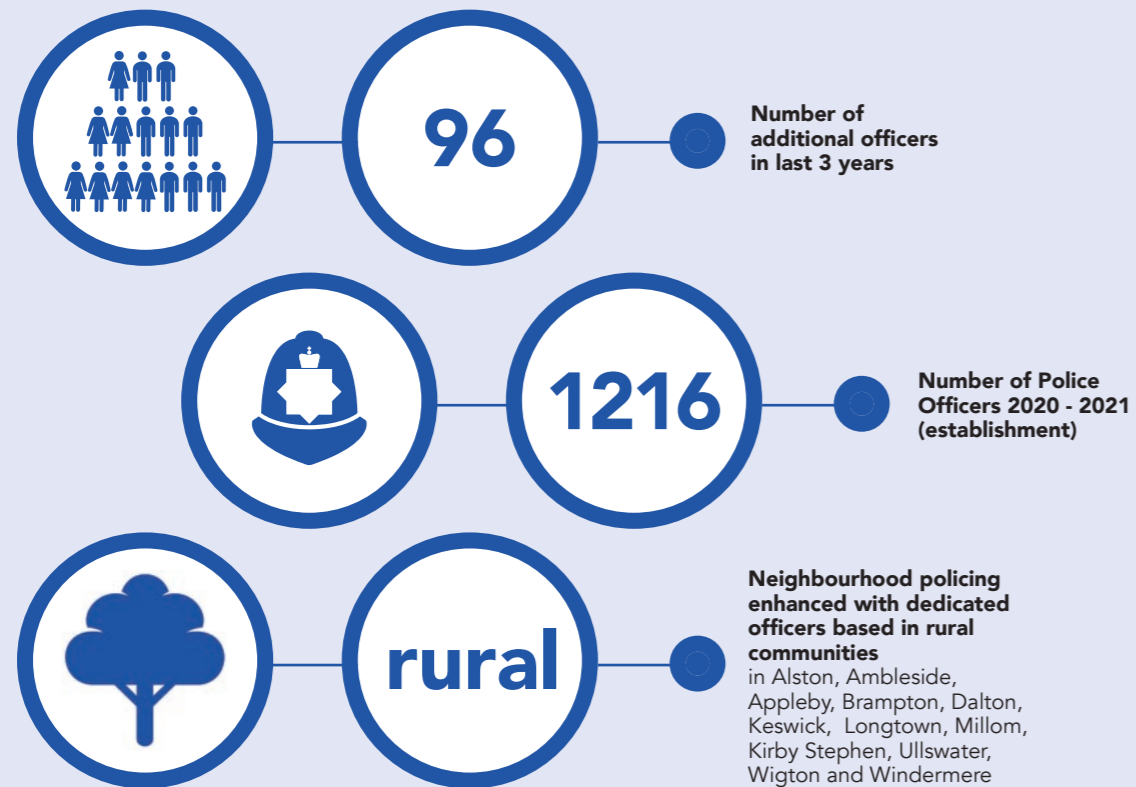 96
Number of
additional officers
in last 3 years
1216
Number of Police
Officers 2020 - 2021
(establishment)
rural
Neighbourhood policing
enhanced with dedicated
officers based in rural
communities
in Alston, Ambleside,
Appleby, Brampton, Dalton,
Keswick,  Longtown, Millom,
Kirby Stephen, Ullswater,
Wigton and Windermere